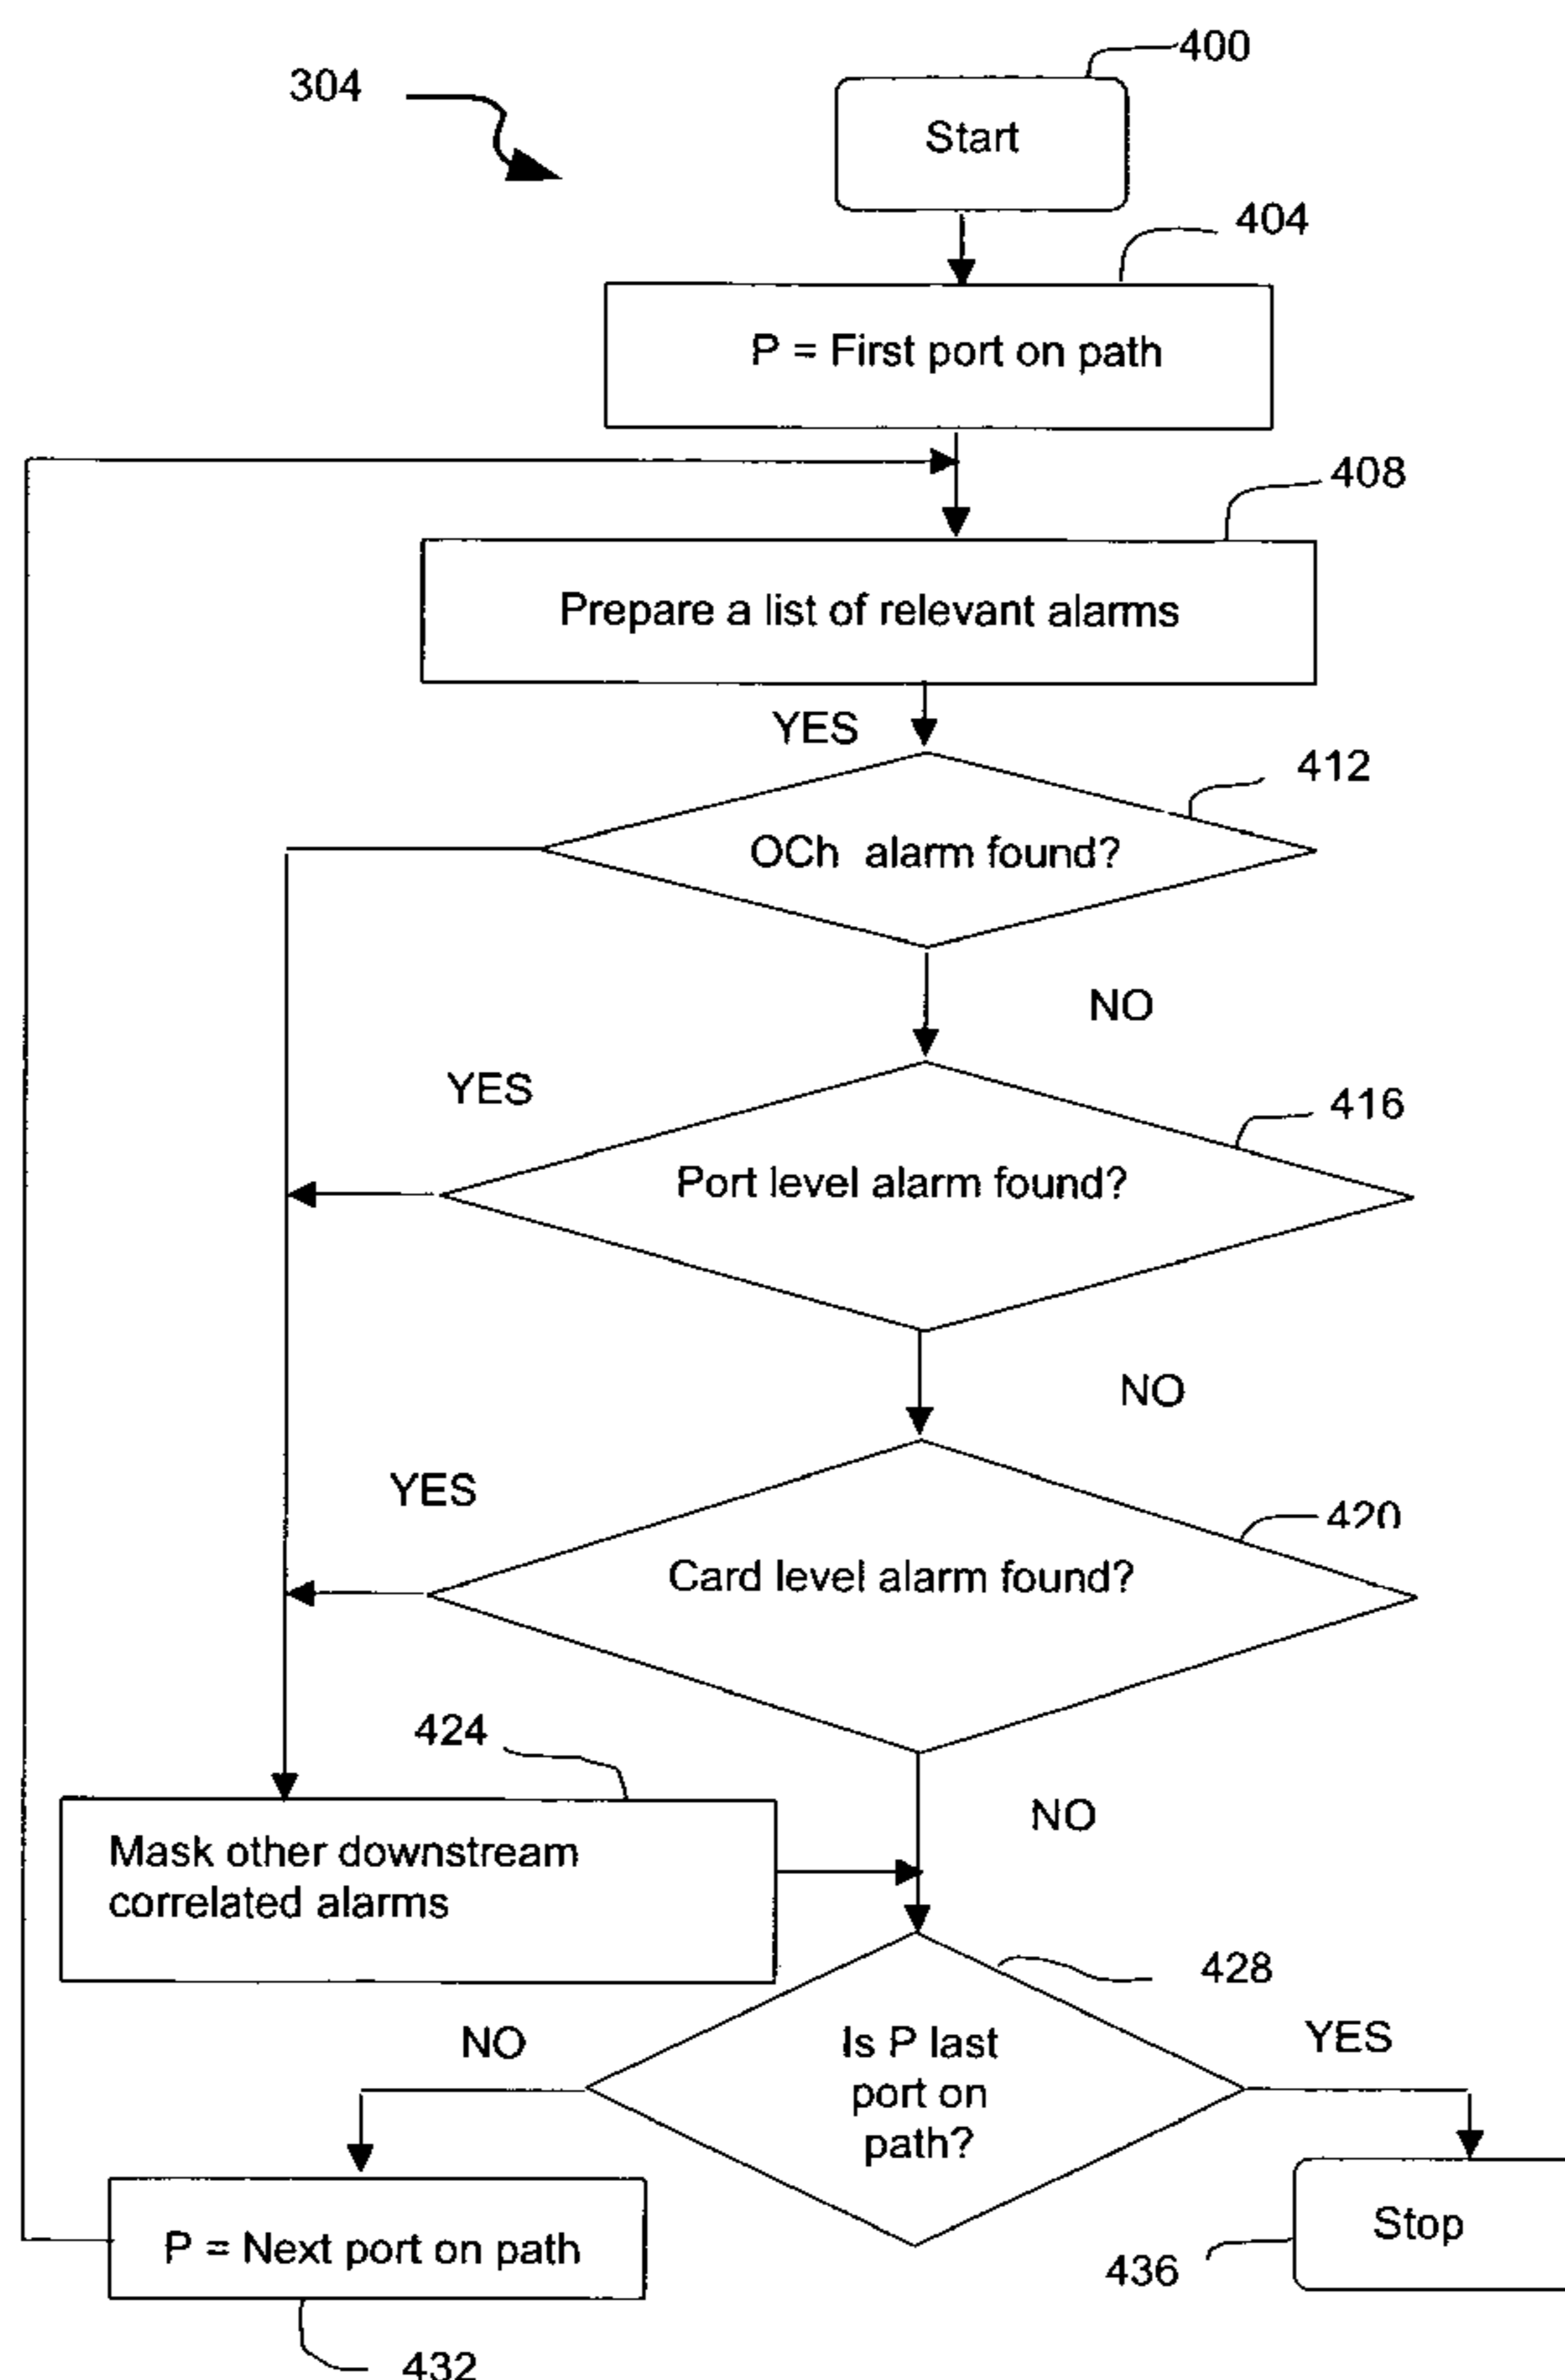 400
304
Start
404
P = First port on path
408
Prepare a list of relevant alarms
YES
412
OCh alarm found?
NO
YES
416
Port level alarm found?
NO
YES
420
Card level alarm found?
424
NO
Mask other downstream
correlated alarms
428
NO
YES
Is P last
port on
path?
Stop
P = Next port on path
436
432